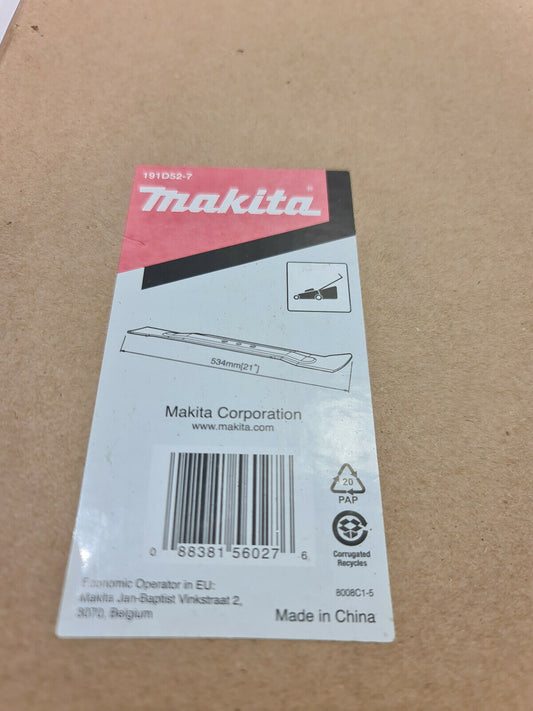 191D52-7
makita®
534mm[21"]
Makita Corporation
www.makita.com
0 88381 56027 6
20
PAP
Corrugated
Recycles
Economic Operator in EU:
Makita Jan-Baptist Vinkstraat 2,
3070, Belgium
8008C1-5
Made in China